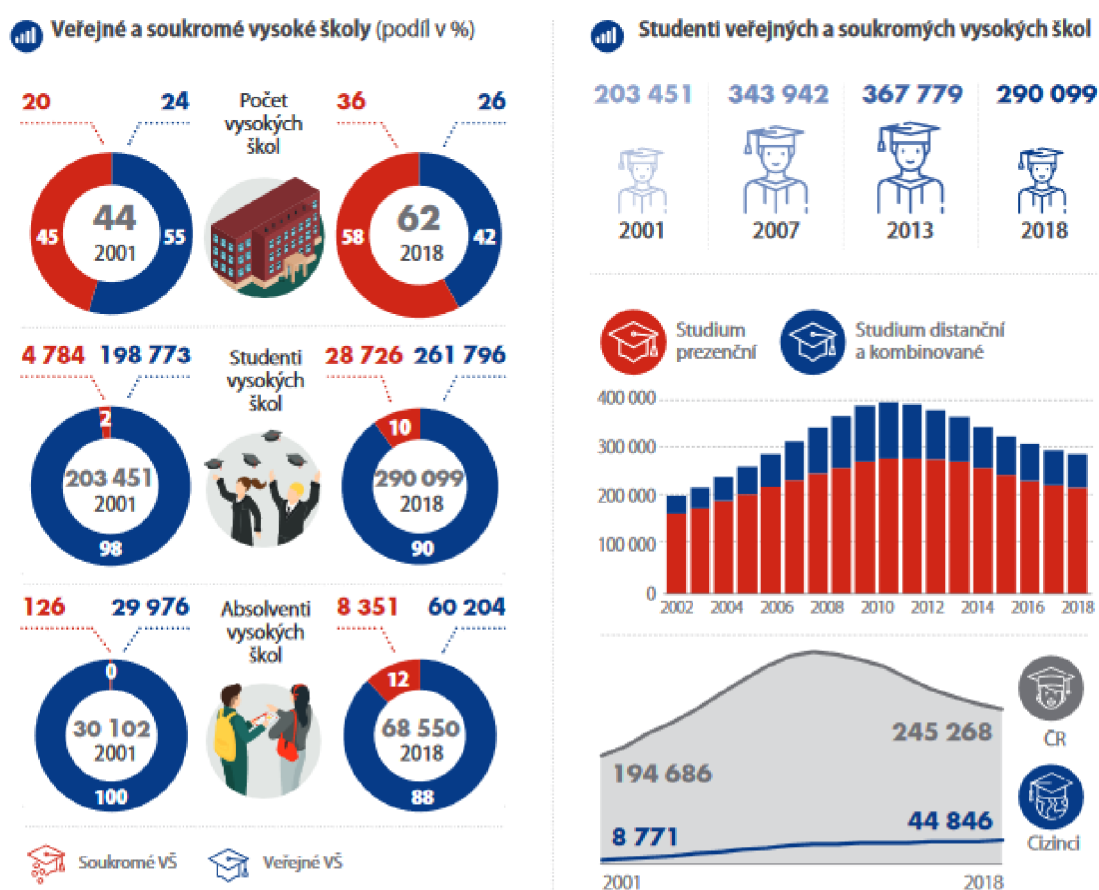 Veřejné a soukromé vysoké školy (podíl v %)
20 24 Počet vysokých škol 36 26
44
2001
45 55
62
2018
58 42
4 784 198 773 Studenti vysokých škol 28 726 261 796
2
203 451
2001
98
10
290 099
2018
90
126 29 976 Absolventi vysokých škol 8 351 60 204
0
30 102
2001
100
12
68 550
2018
88
Soukromé VŠ Veřejné VŠ
Studenti veřejných a soukromých vysokých škol
203 451 343 942 367 779 290 099
2001 2007 2013 2018
Studium prezenční
Studium distanční a kombinované
400 000
300 000
200 000
100 000
0
2002 2004 2006 2008 2010 2012 2014 2016 2018
245 268
ČR
194 686
44 846
8 771
Cizinci
2001 2018